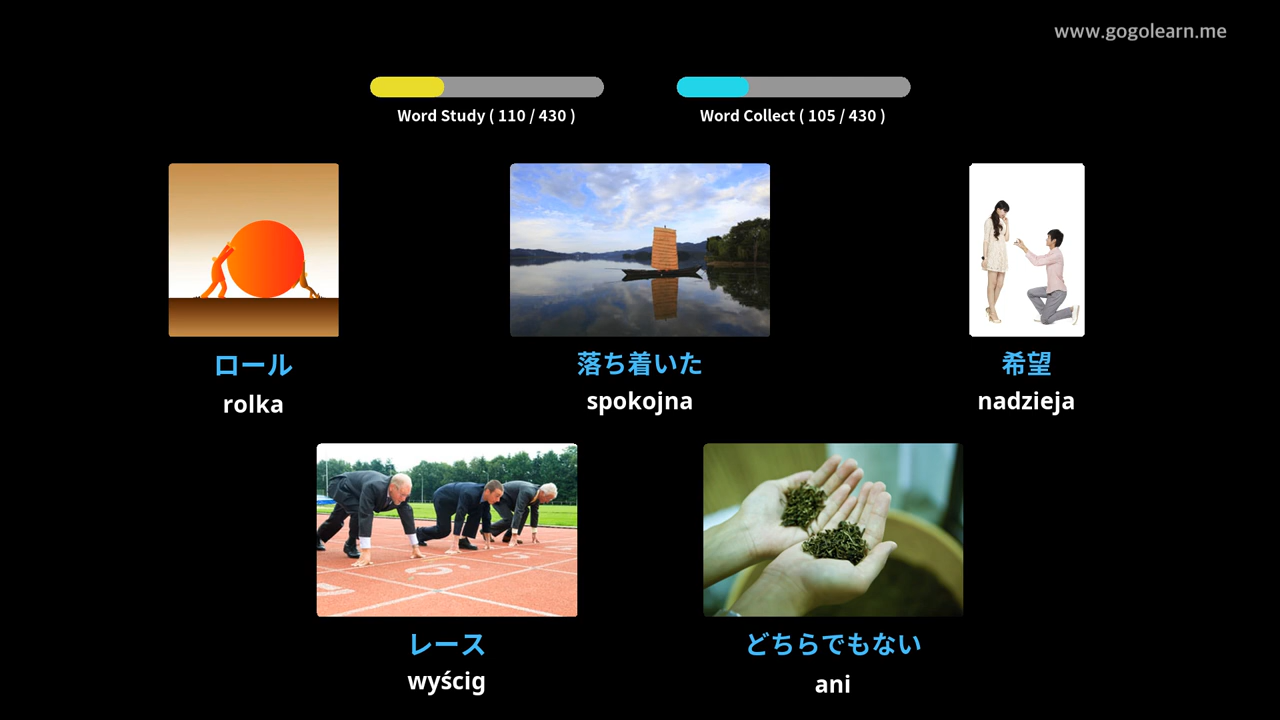 www.gogolearn.me
Word Study ( 110 / 430 )
Word Collect ( 105 / 430 )
ロール
rolka
落ち着いた
spokojna
希望
nadzieja
レース
wyścig
どちらでもない
ani